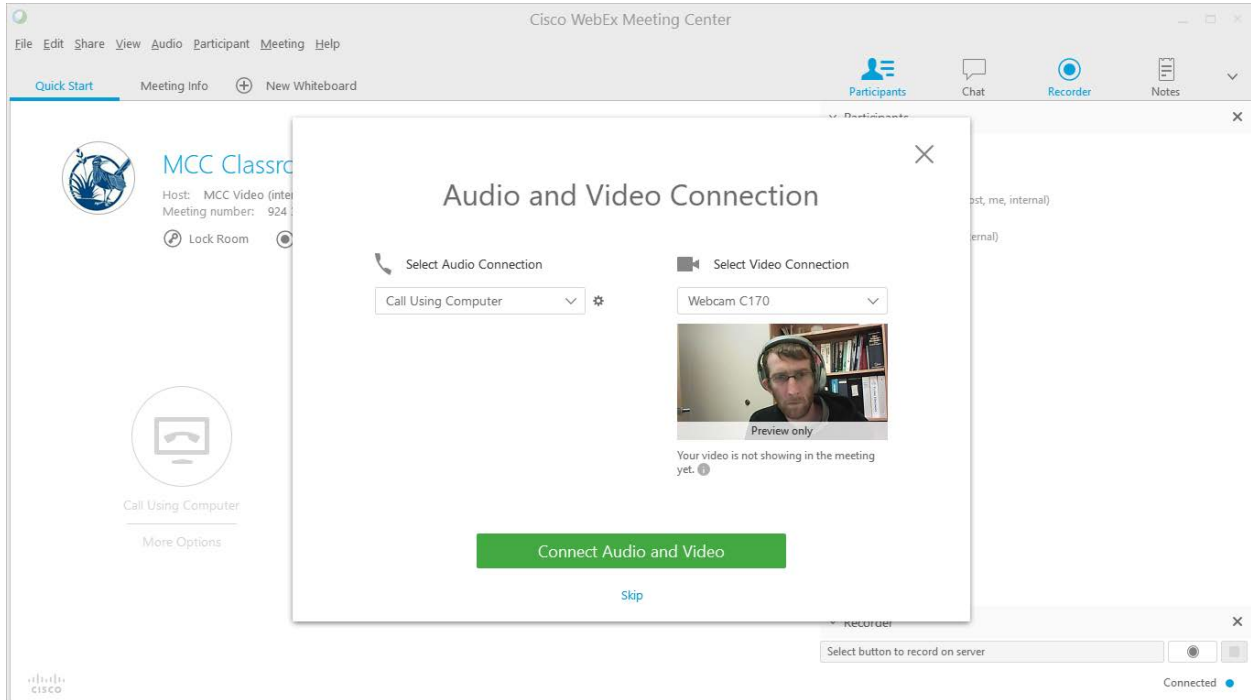 Cisco WebEx Meeting Center
File Edit Share View Audio Participant Meeting Help
Quick Start Meeting Info New Whiteboard
Participants Chat Recorder Notes
Participants
MCC
Host: MCC Video
Meeting number: 924
Lock Room
me, internal)
Audio and Video Connection
Select Audio Connection Select Video Connection
Call Using Computer Webcam C170
Preview only
Your video is not showing in the meeting
yet.
Call Using Computer
More Options
Connect Audio and Video
Skip
Recorder
Select button to record on server
Connected
CISCO